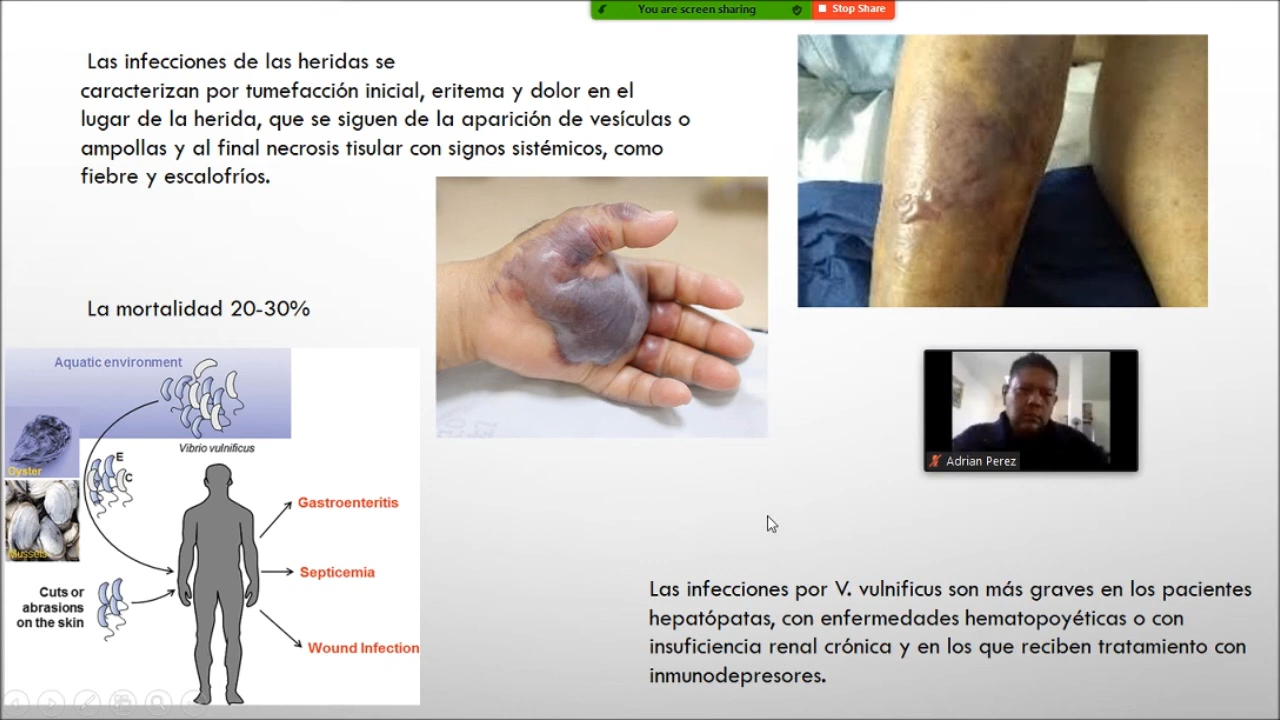 You are screen sharing
Stop Share
Las infecciones de las heridas se
caracterizan por tumefacción inicial, eritema y dolor en el
lugar de la herida, que se siguen de la aparición de vesículas o
ampollas y al final necrosis tisular con signos sistémicos, como
fiebre y escalofríos.
La mortalidad 20-30%
Aquatic environment
Vibrio vulnificus
Oyster
E
C
Mussels
Gastroenteritis
Septicemia
Cuts or
abrasions
on the skin
Wound Infection
Adrian Perez
Las infecciones por V. vulnificus son más graves en los pacientes
hepatópatas, con enfermedades hematopoyéticas o con
insuficiencia renal crónica y en los que reciben tratamiento con
inmunodepresores.